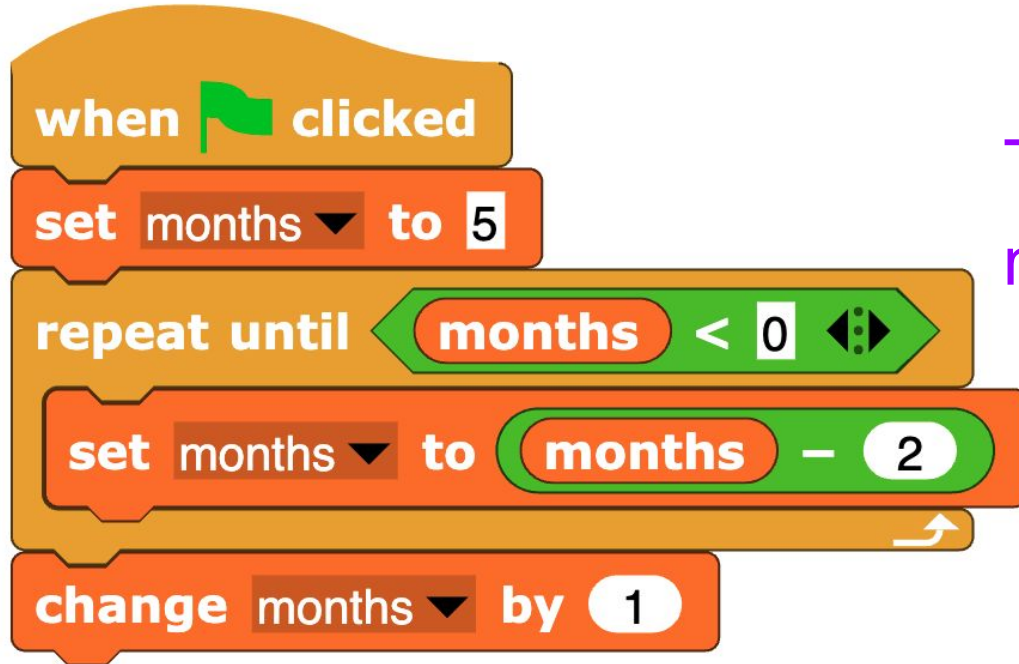 when clicked
set months to 5
repeat until months < 0
set months to months – 2
change months by 1